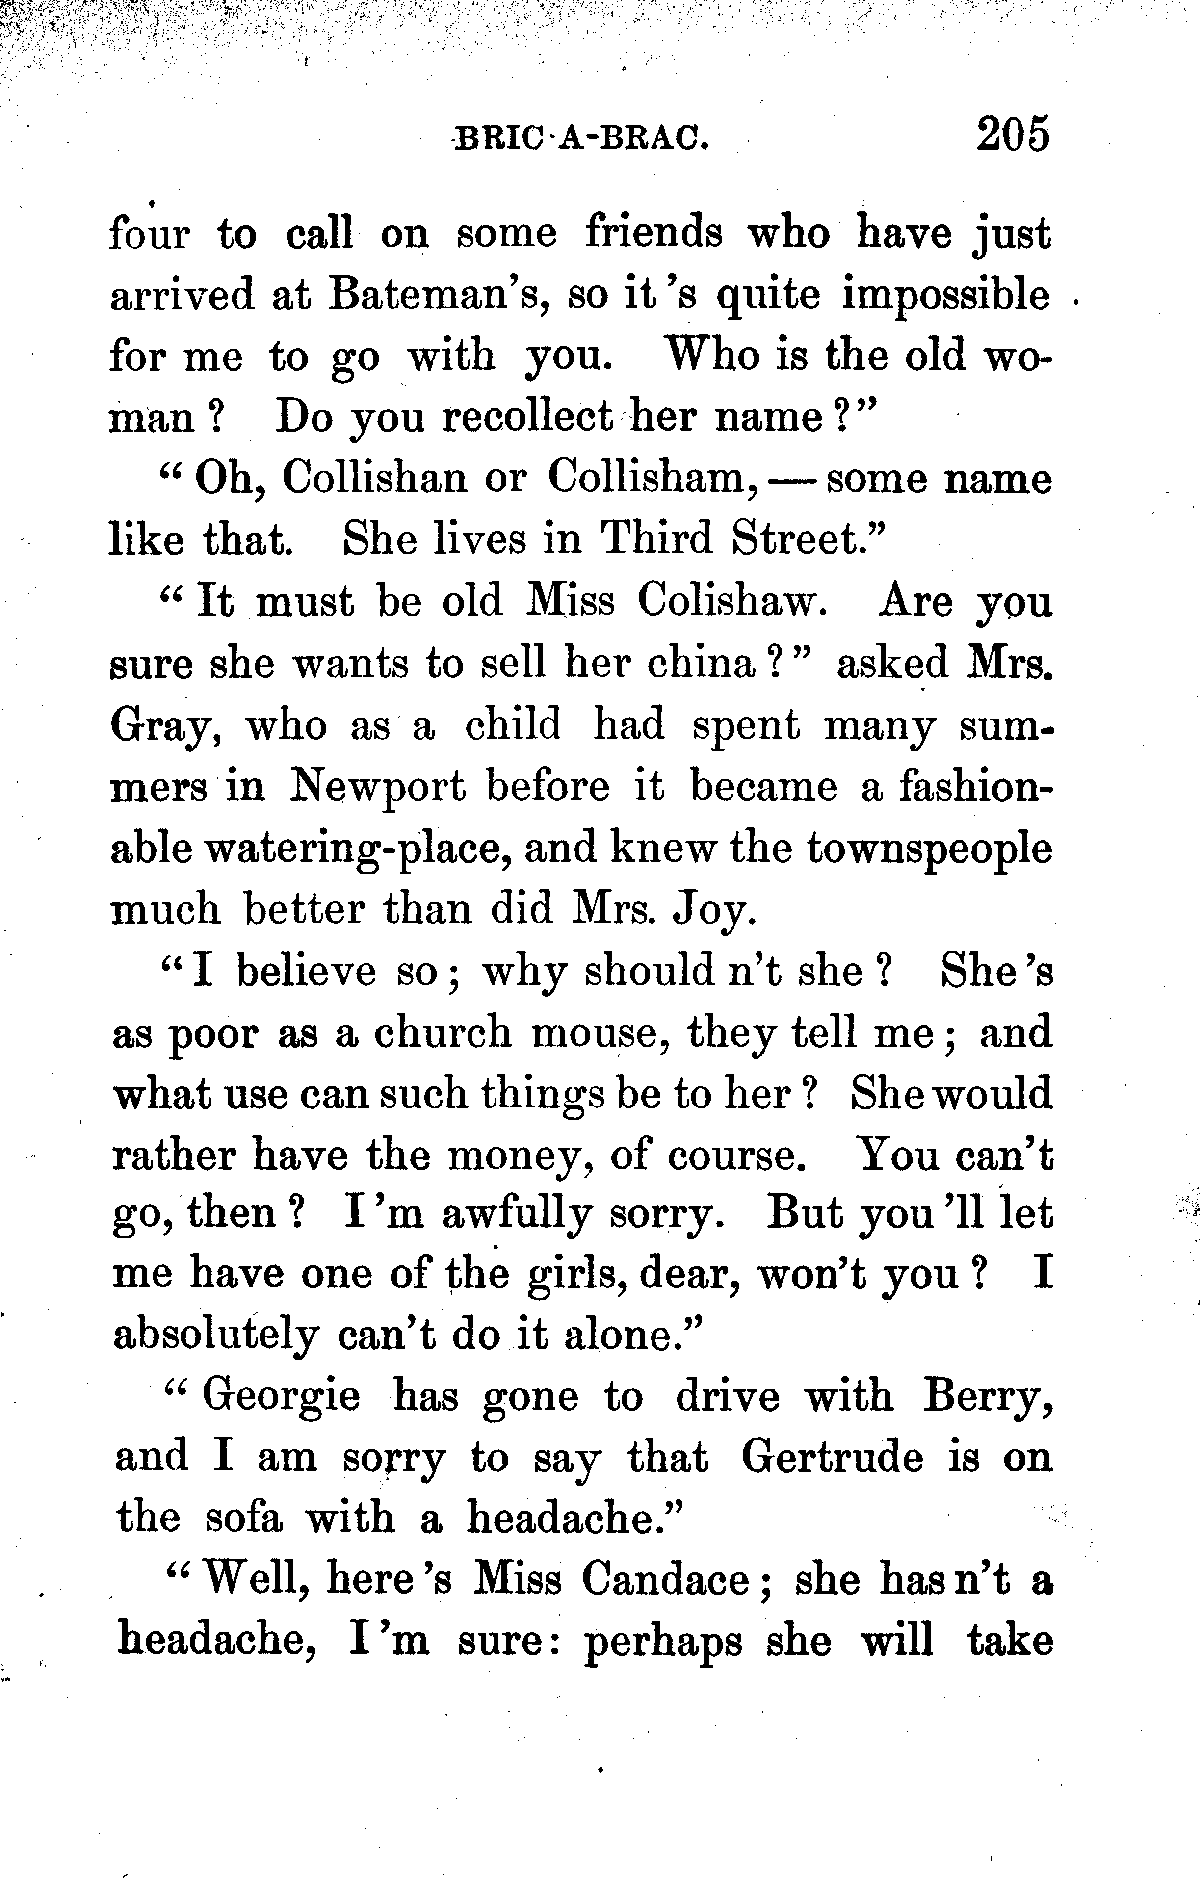 BRIC-A-BRAC. 205
four to call on some friends who have just
arrived at Bateman's, so it 's quite impossible
for me to go with you. Who is the old wo-
man ? Do you recollect her name ?"
" Oh, Collishan or Collisham, — some name
like that. She lives in Third Street."
" It must be old Miss Colishaw. Are you
sure she wants to sell her china ? " asked Mrs.
Gray, who as a child had spent many sum-
mers in Newport before it became a fashion-
able watering-place, and knew the townspeople
much better than did Mrs. Joy.
" I believe so ; why should n't she ? She 's
as poor as a church mouse, they tell me ; and
what use can such things be to her ? She would
rather have the money, of course. You can't
go, then ? I 'm awfully sorry. But you 'll let
me have one of the girls, dear, won't you ? I
absolutely can't do it alone."
" Georgie has gone to drive with Berry,
and I am sorry to say that Gertrude is on
the sofa with a headache."
" Well, here 's Miss Candace ; she has n't a
headache, I 'm sure: perhaps she will take